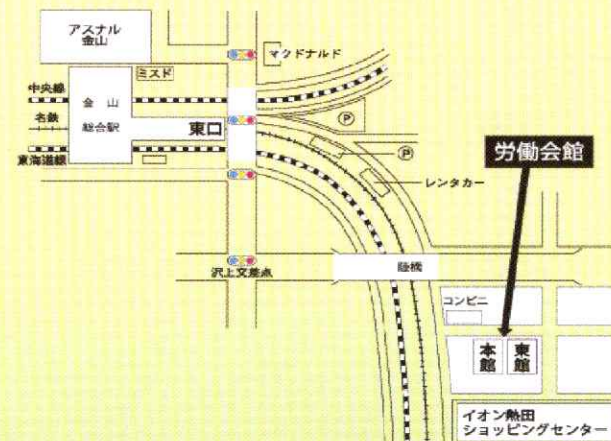 アスナル
金山
マクドナルド
ミスド
中央線
金山
総合駅
名鉄
東海道線
東口
P
P
レンタカー
労働会館
沢上交差点
陸橋
コンビニ
本館
東館
イオン熱田
ショッピングセンター